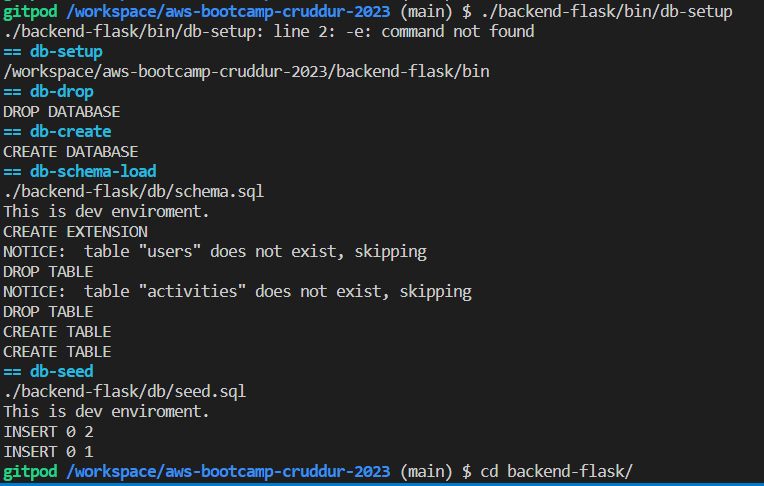 gitpod /workspace/aws-bootcamp-cruddur-2023 (main) $ ./backend-flask/bin/db-setup
./backend-flask/bin/db-setup: line 2: -e: command not found
== db-setup
/workspace/aws-bootcamp-cruddur-2023/backend-flask/bin
== db-drop
DROP DATABASE
== db-create
CREATE DATABASE
== db-schema-load
./backend-flask/db/schema.sql
This is dev enviroment.
CREATE EXTENSION
NOTICE:  table "users" does not exist, skipping
DROP TABLE
NOTICE:  table "activities" does not exist, skipping
DROP TABLE
CREATE TABLE
CREATE TABLE
== db-seed
./backend-flask/db/seed.sql
This is dev enviroment.
INSERT 0 2
INSERT 0 1
gitpod /workspace/aws-bootcamp-cruddur-2023 (main) $ cd backend-flask/